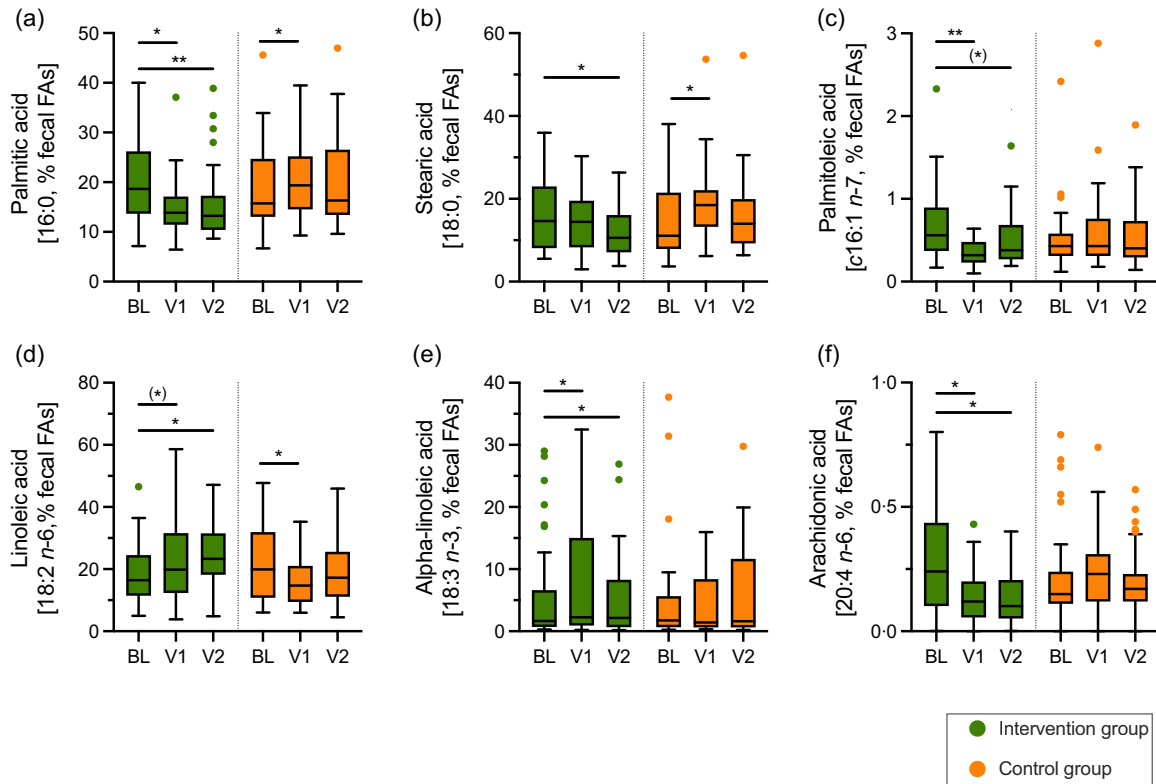 (a)
Palmitic acid
[16:0, % fecal FAs]
50
40
30
20
10
0
*
**
*
BL V1 V2 BL V1 V2
(b)
Stearic acid
[18:0, % fecal FAs]
60
40
20
0
*
*
BL V1 V2 BL V1 V2
(c)
Palmitoleic acid
[c16:1 n-7, % fecal FAs]
3
2
1
0
**
(*)
BL V1 V2 BL V1 V2
(d)
Linoleic acid
[18:2 n-6,% fecal FAs]
80
60
40
20
0
(*)
*
*
BL V1 V2 BL V1 V2
(e)
Alpha-linoleic acid
[18:3 n-3, % fecal FAs]
40
30
20
10
0
*
*
BL V1 V2 BL V1 V2
(f)
Arachidonic acid
[20:4 n-6, % fecal FAs]
1·0
0·5
0·0
*
*
BL V1 V2 BL V1 V2
Intervention group
Control group